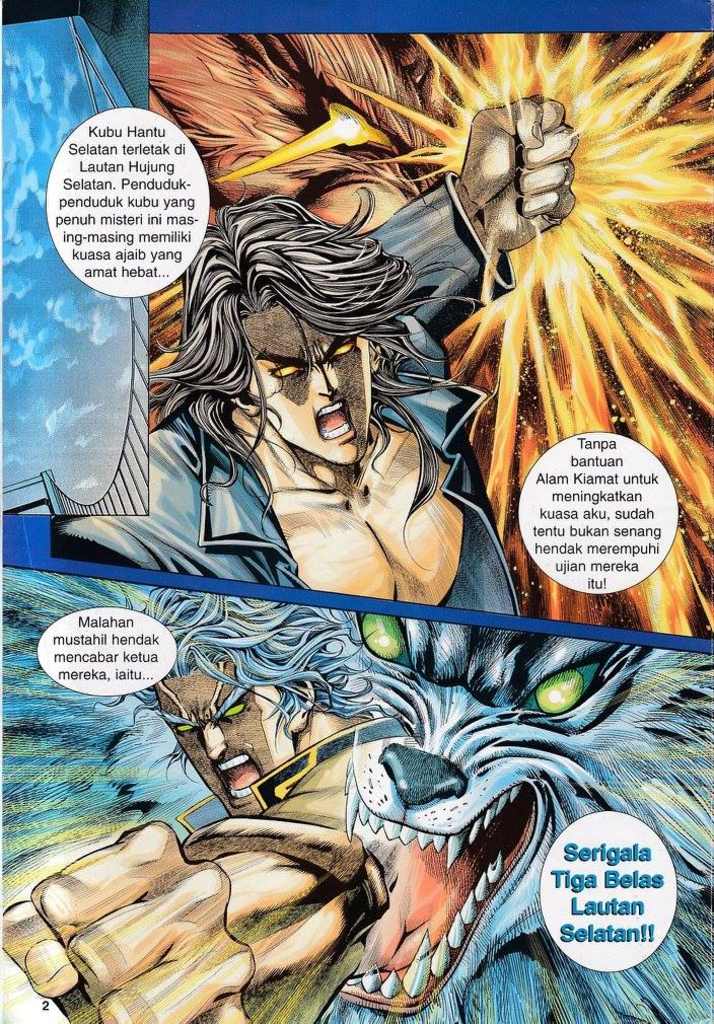 Kubu Hantu
Selatan terletak di
Lautan Hujung
Selatan. Penduduk-
penduduk kubu yang
penuh misteri ini mas-
ing-masing memiliki
kuasa ajaib yang
amat hebat...
Tanpa
bantuan
Alam Kiamat untuk
meningkatkan
kuasa aku, sudah
tentu bukan senang
hendak merempuhi
ujian mereka
itu!
Malahan
mustahil hendak
mencabar ketua
mereka, iaitu...
Serigala
Tiga Belas
Lautan
Selatan!!
2